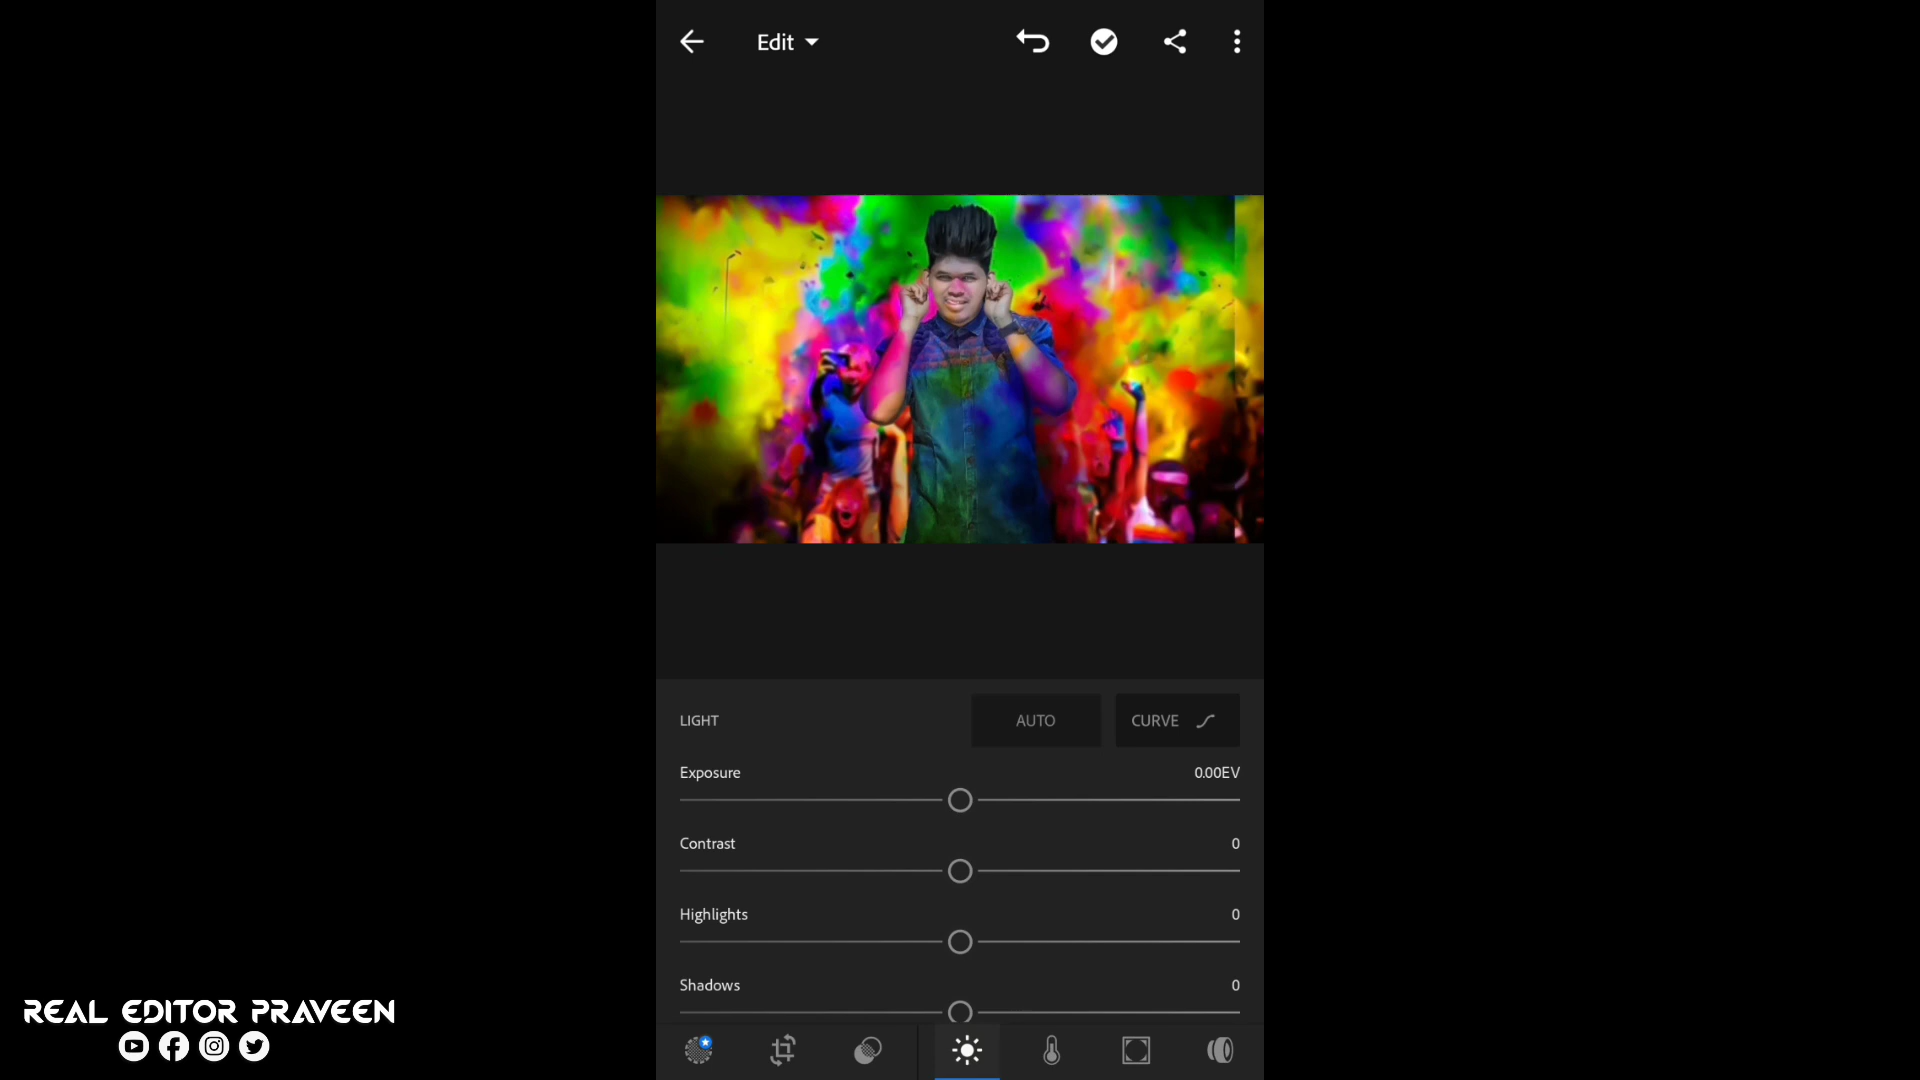 Edit
LIGHT
AUTO
CURVE
Exposure
0.00EV
Contrast
0
Highlights
0
Shadows
0
REAL EDITOR PRAVEEN